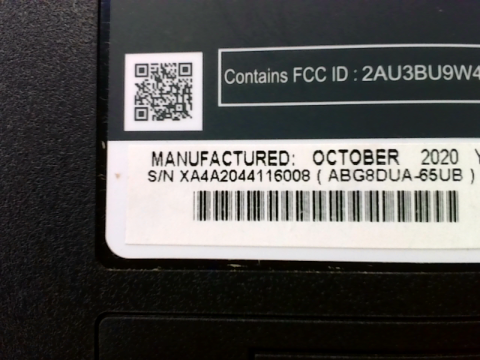 Contains FCC ID : 2AU3BU9W4
MANUFACTURED: OCTOBER 2020
S/N XA4A2044116008 ( ABG8DUA-65UB )